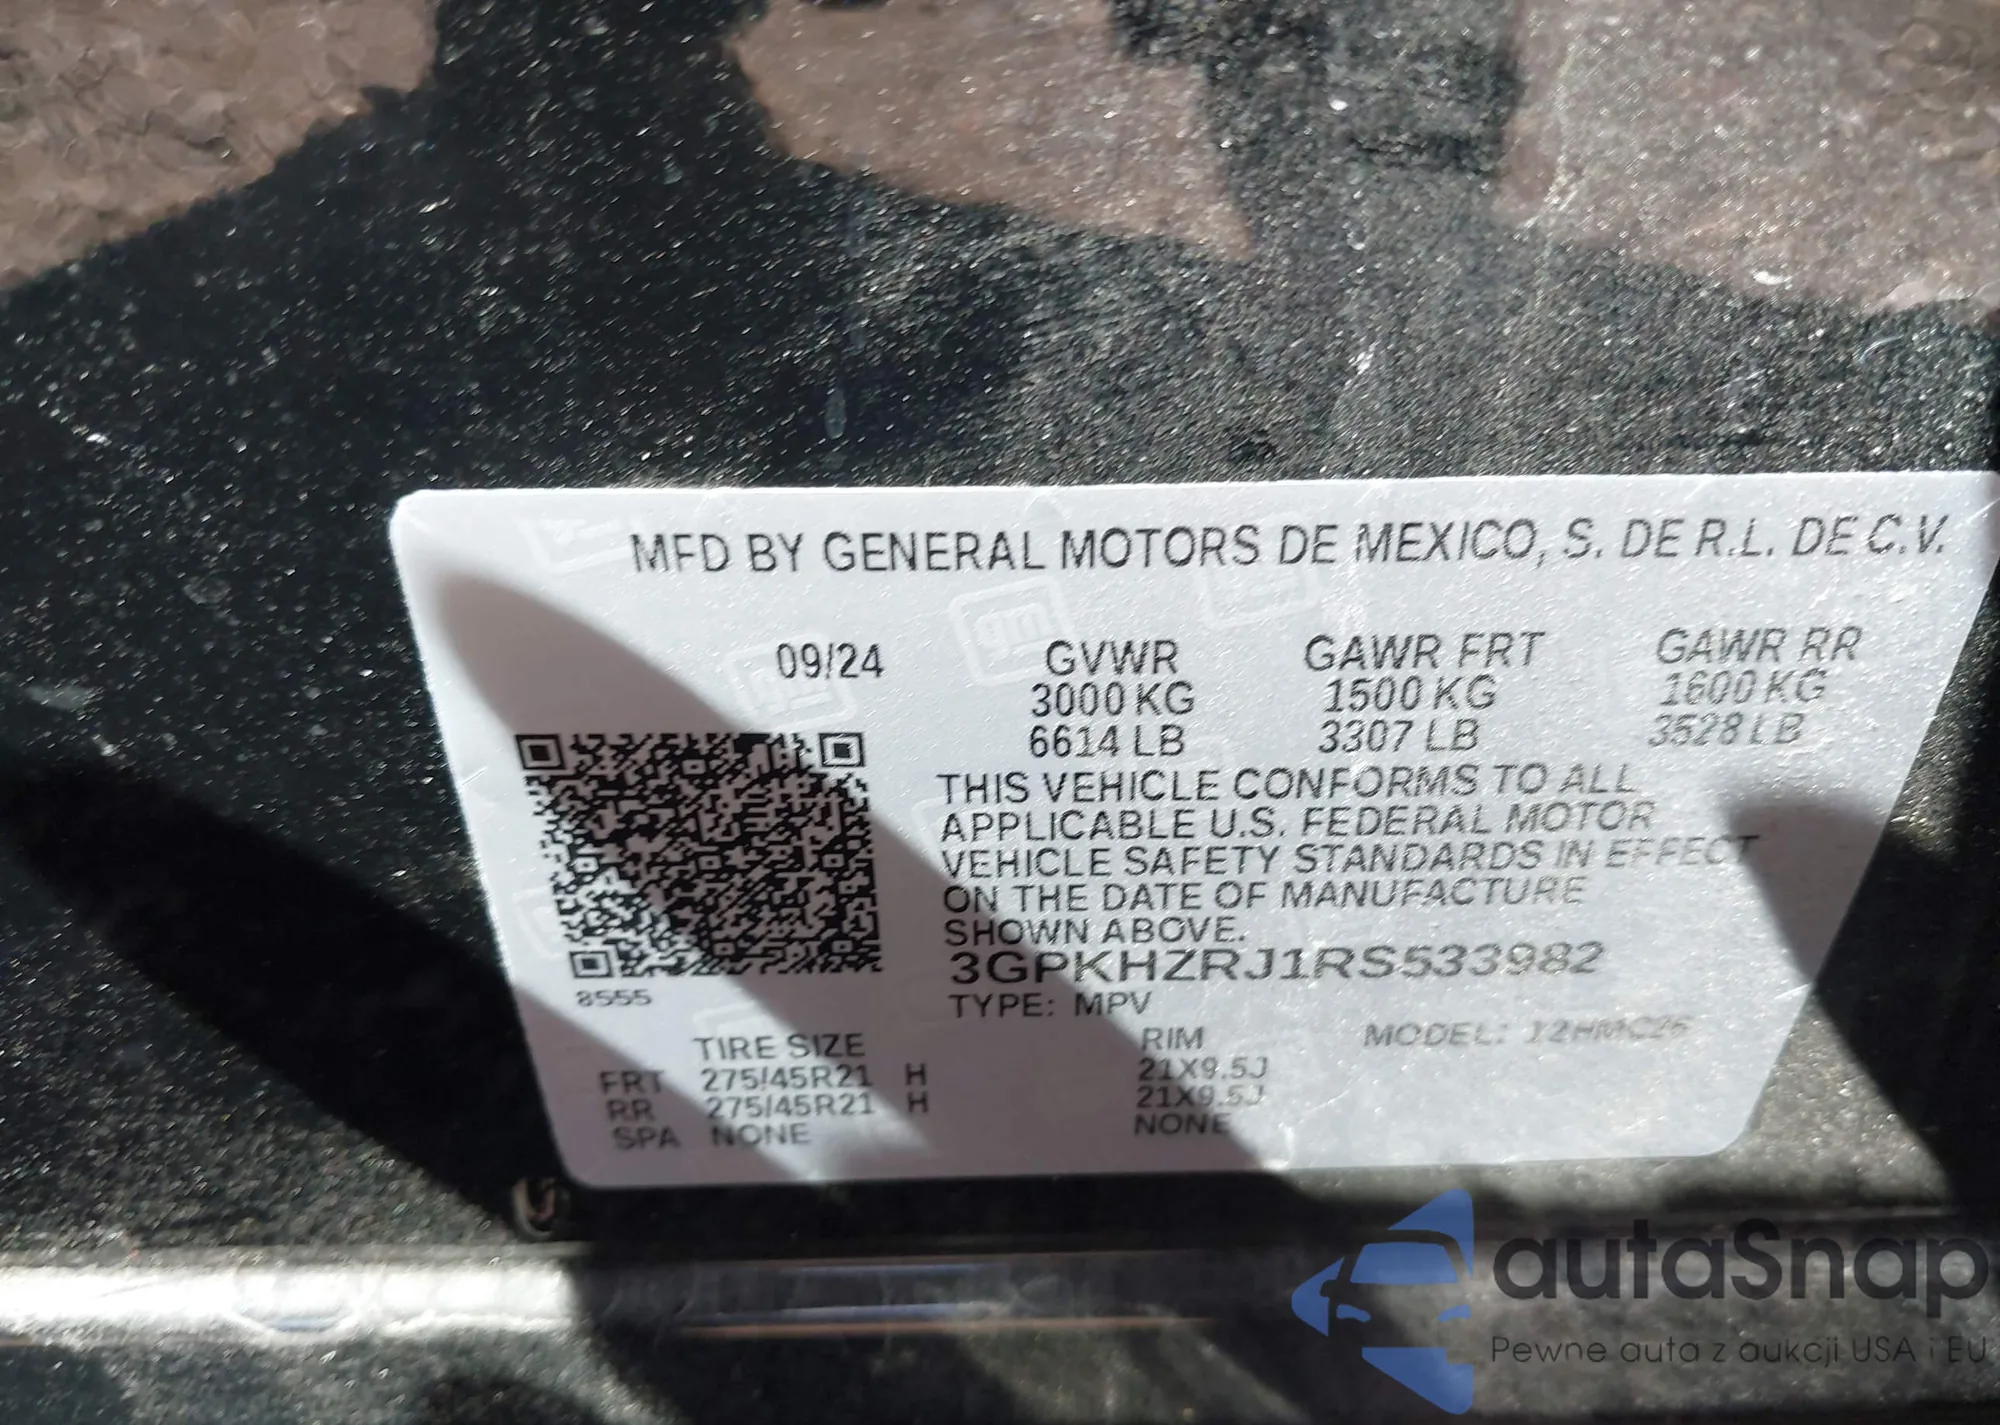 MFD BY GENERAL MOTORS DE MEXICO, S. DE R.L. DE C.V.
09/24 GVWR GAWR FRT GAWR RR
3000 KG 1500 KG 1600 KG
6614 LB 3307 LB 3528 LB
THIS VEHICLE CONFORMS TO ALL
APPLICABLE U.S. FEDERAL MOTOR
VEHICLE SAFETY STANDARDS IN EFFECT
ON THE DATE OF MANUFACTURE
SHOWN ABOVE.
3GPKHZRJ1RS533982
8555
TYPE: MPV
TIRE SIZE RIM MODEL: 12HMC26
FRT 275/45R21 H 21X9.5J
RR 275/45R21 H 21X9.5J
SPA NONE NONE
autaSnap
Pewne auta z aukcji USA i EU